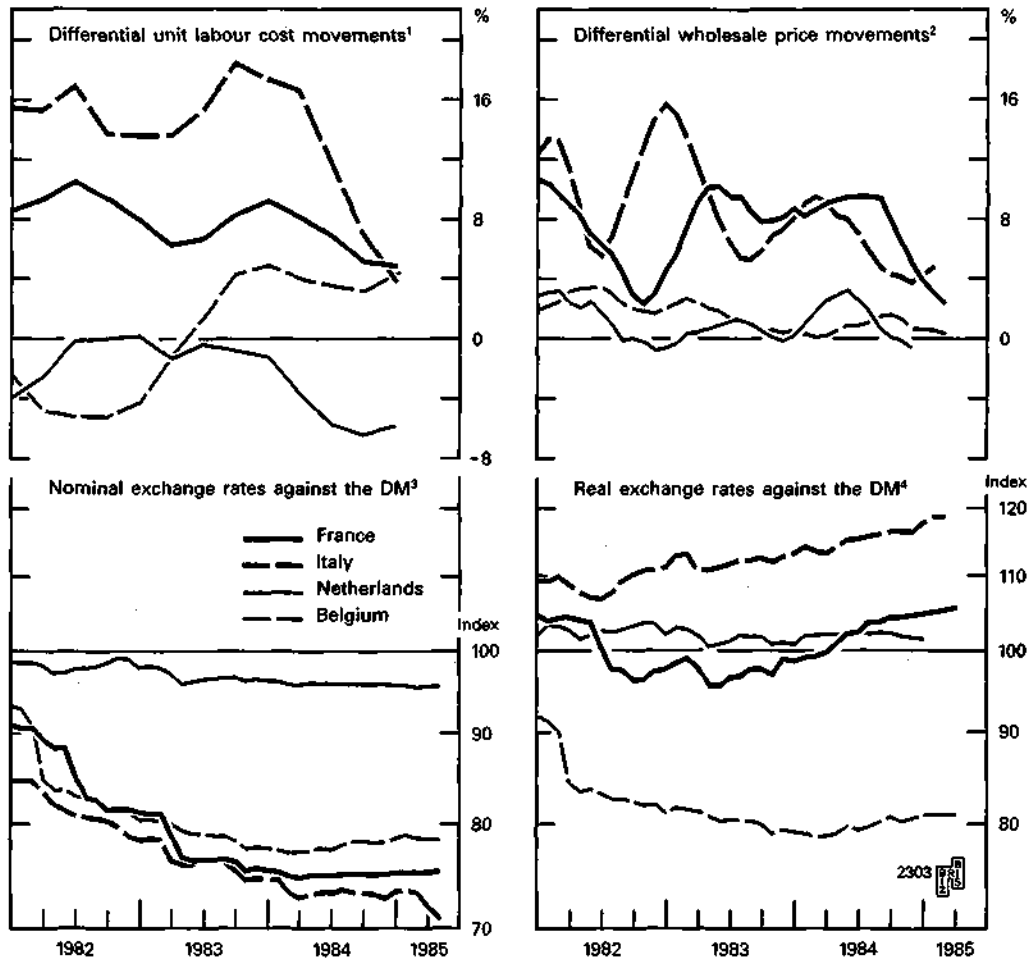 Differential unit labour cost movements¹
%
16
8
0
-8
Differential wholesale price movements²
%
16
8
0
Nominal exchange rates against the DM³
France
Italy
Netherlands
Belgium
Index
100
90
80
70
1982 1983 1984 1985
Real exchange rates against the DM⁴
Index
120
110
100
90
80
2303
1982 1983 1984 1985